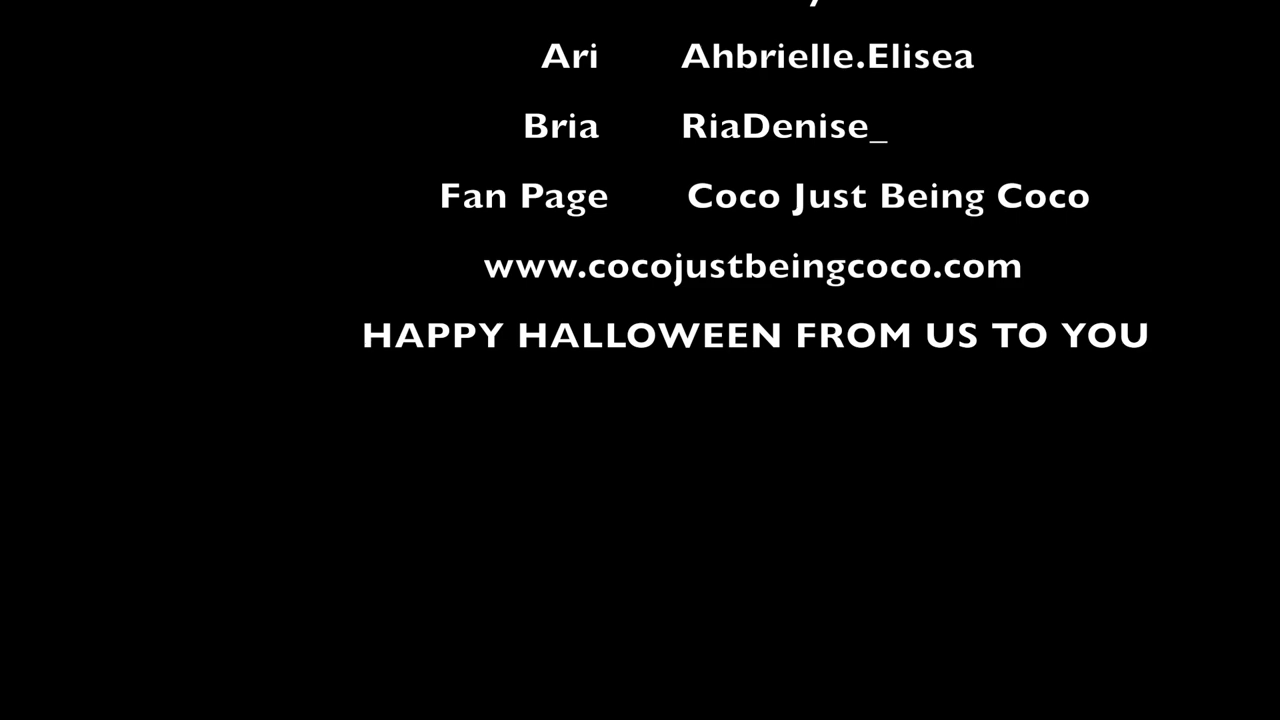 Ari Ahbrielle.Elisea
Bria RiaDenise_
Fan Page Coco Just Being Coco
www.cocojustbeingcoco.com
HAPPY HALLOWEEN FROM US TO YOU